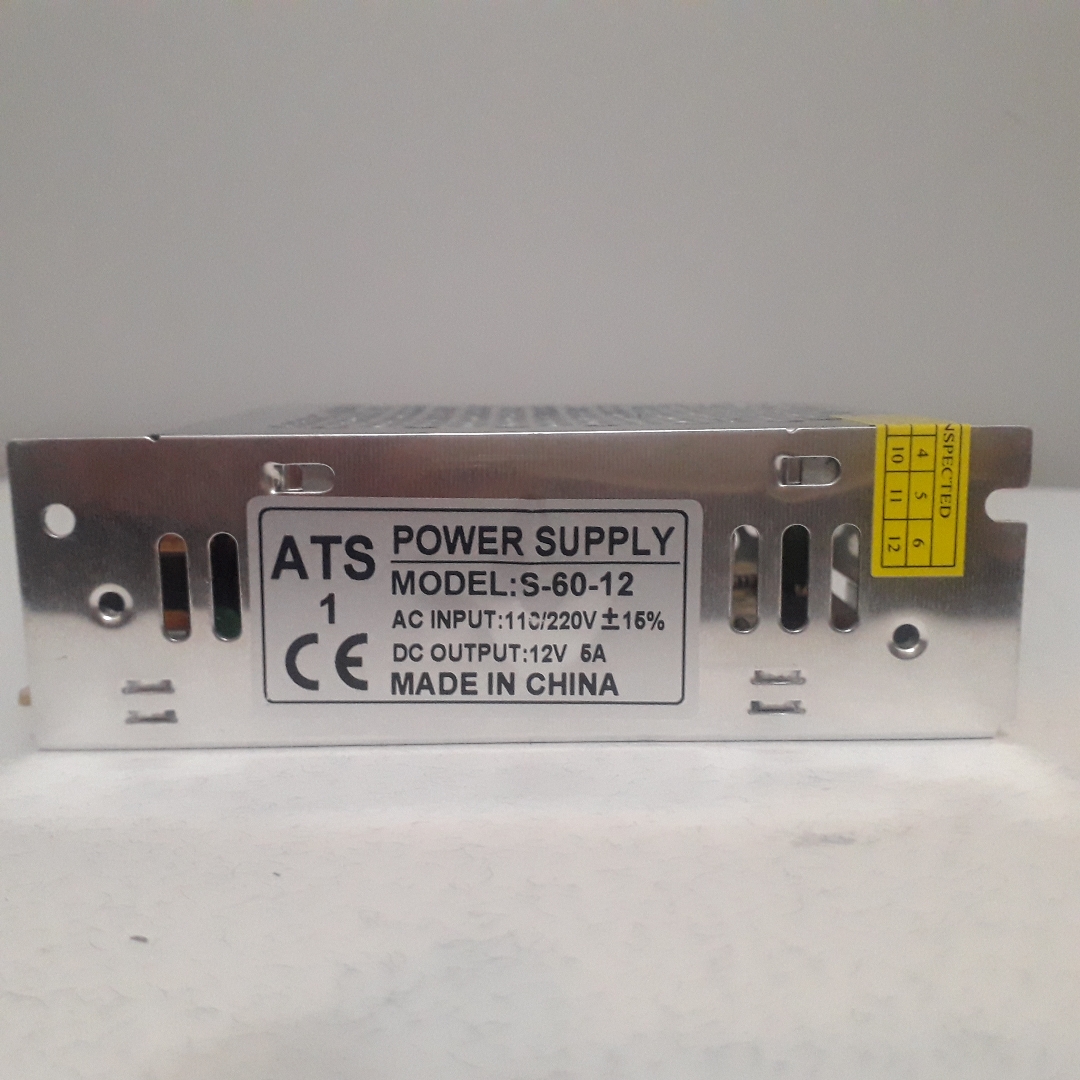 ATS
1
CE
POWER SUPPLY
MODEL:S-60-12
AC INPUT:110/220V ±15%
DC OUTPUT:12V 5A
MADE IN CHINA
NSPECTED
4 5 6
10 11 12